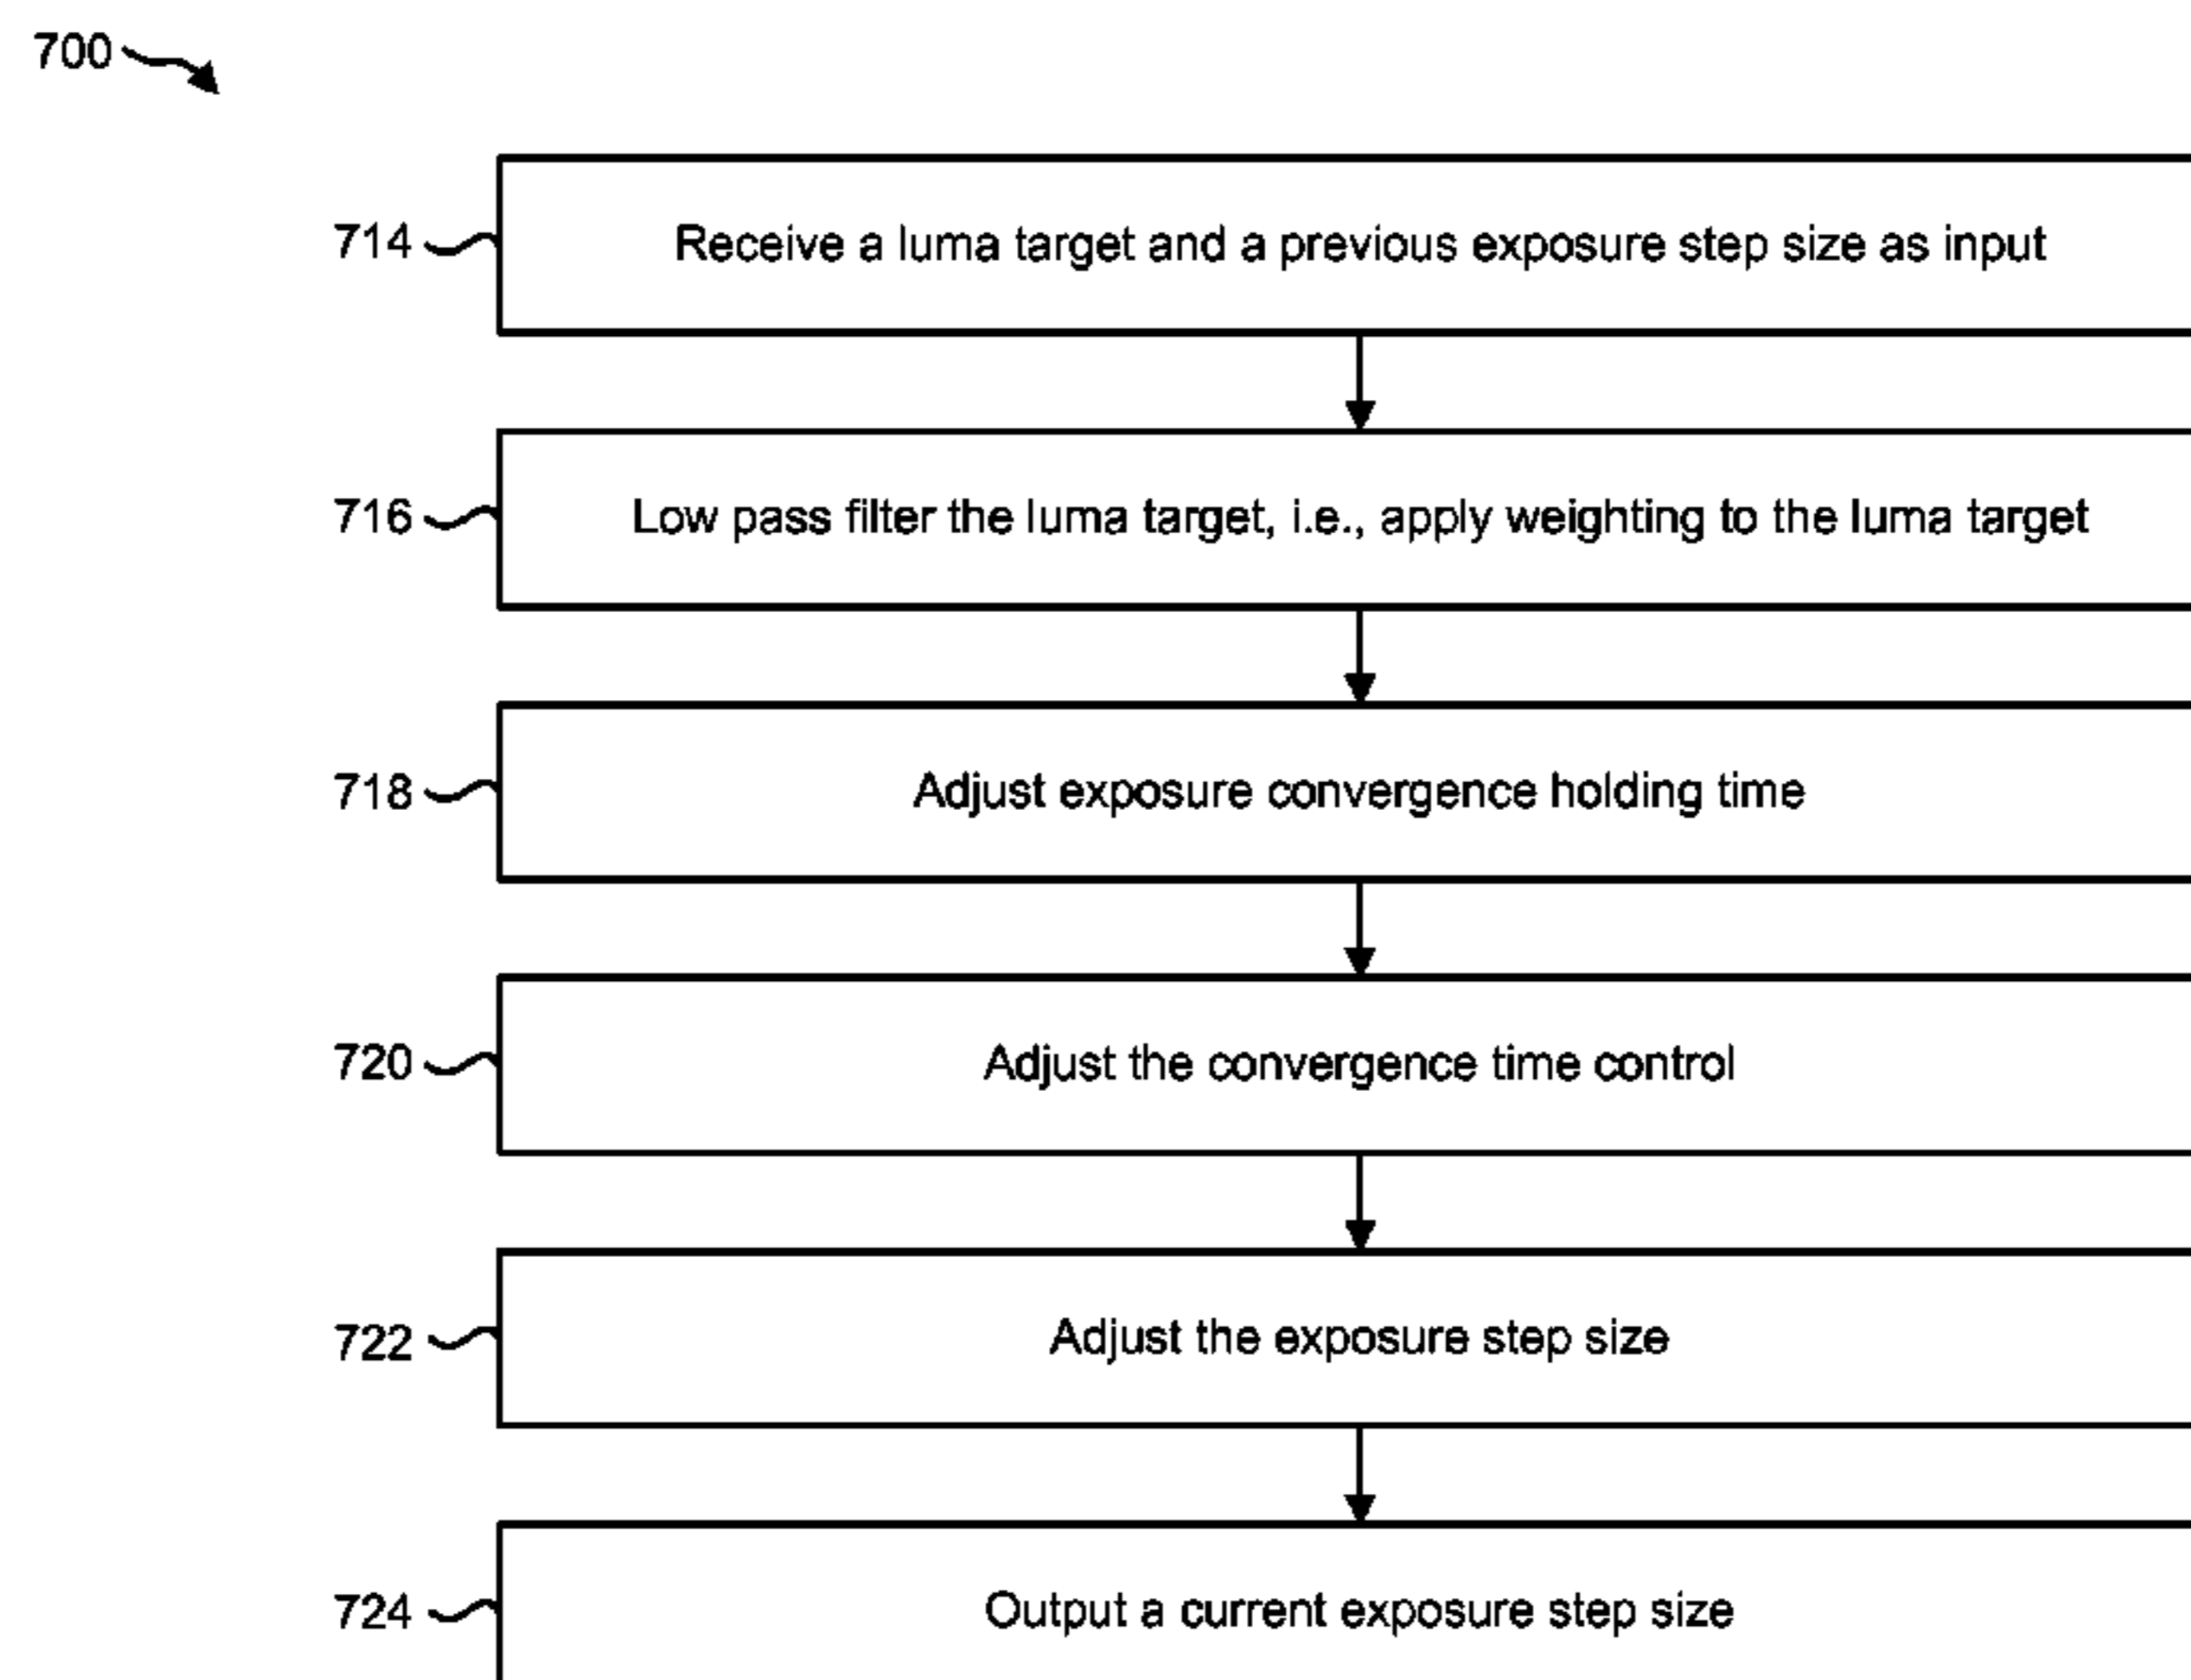 700
714 Receive a luma target and a previous exposure step size as input
716 Low pass filter the luma target, i.e., apply weighting to the luma target
718 Adjust exposure convergence holding time
720 Adjust the convergence time control
722 Adjust the exposure step size
724 Output a current exposure step size